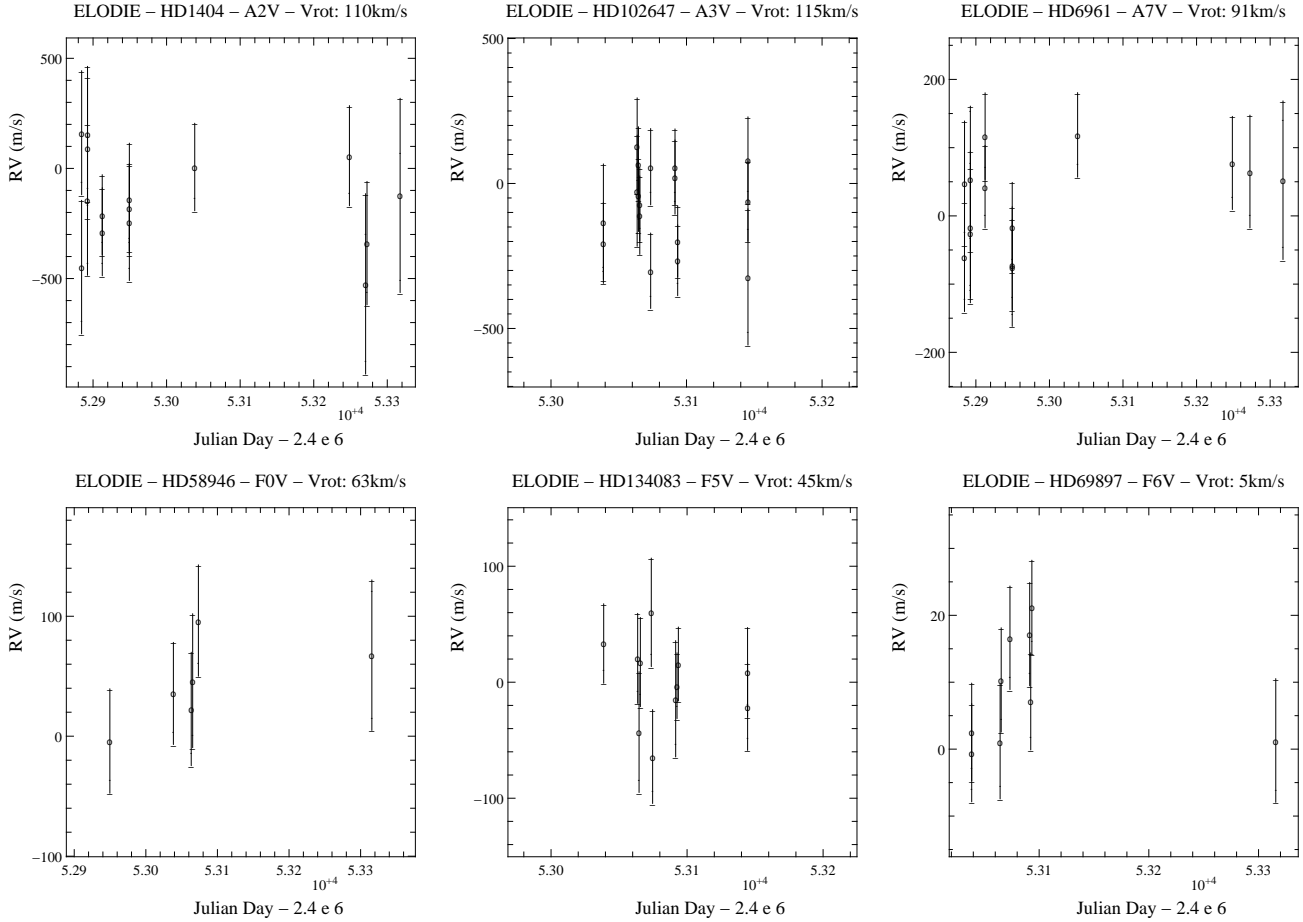 ELODIE – HD1404 – A2V – Vrot: 110km/s
500
0
−500
RV (m/s)
5.29 5.30 5.31 5.32 5.33
10+4
Julian Day – 2.4 e 6
ELODIE – HD102647 – A3V – Vrot: 115km/s
500
0
−500
RV (m/s)
5.30 5.31 5.32
10+4
Julian Day – 2.4 e 6
ELODIE – HD6961 – A7V – Vrot: 91km/s
200
0
−200
RV (m/s)
5.29 5.30 5.31 5.32 5.33
10+4
Julian Day – 2.4 e 6
ELODIE – HD58946 – F0V – Vrot: 63km/s
100
0
−100
RV (m/s)
5.29 5.30 5.31 5.32 5.33
10+4
Julian Day – 2.4 e 6
ELODIE – HD134083 – F5V – Vrot: 45km/s
100
0
−100
RV (m/s)
5.30 5.31 5.32
10+4
Julian Day – 2.4 e 6
ELODIE – HD69897 – F6V – Vrot: 5km/s
20
0
RV (m/s)
5.31 5.32 5.33
10+4
Julian Day – 2.4 e 6